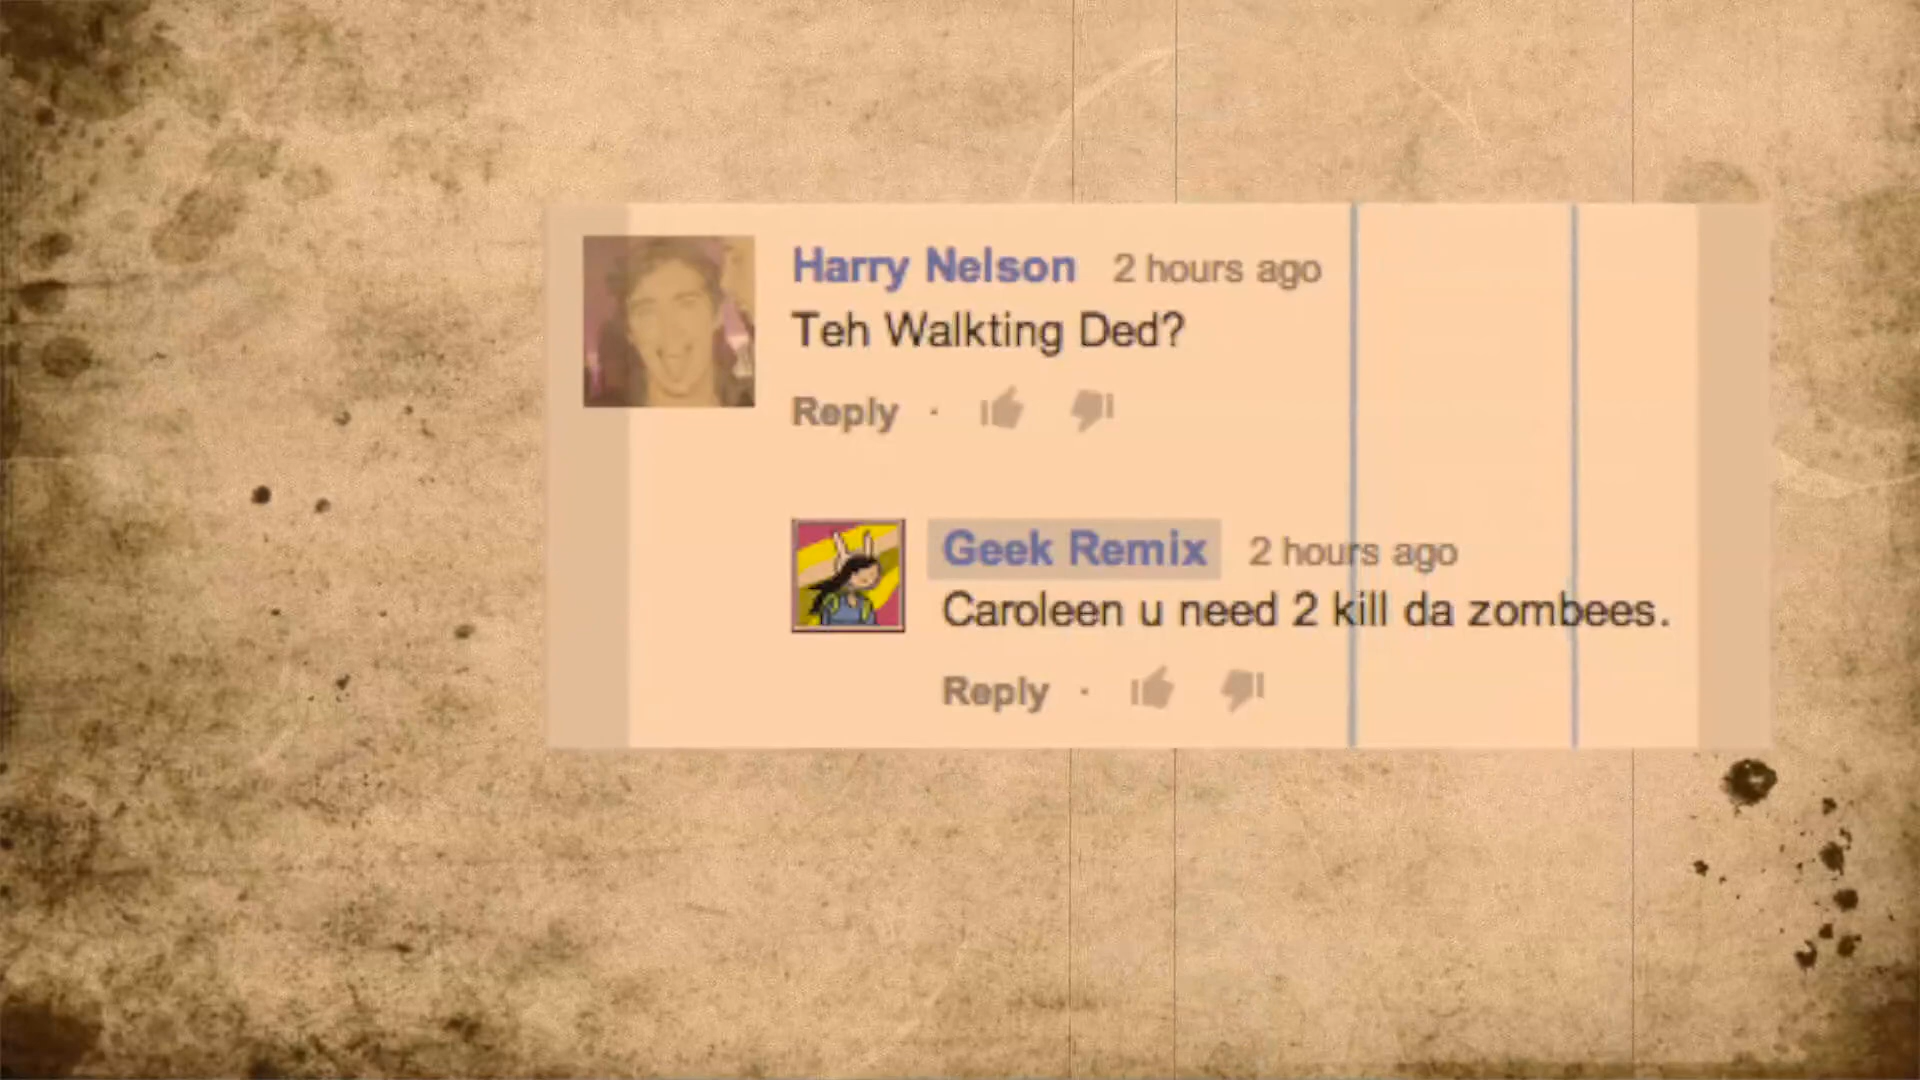 Harry Nelson 2 hours ago
Teh Walkting Ded?
Reply ·
Geek Remix 2 hours ago
Caroleen u need 2 kill da zombees.
Reply ·